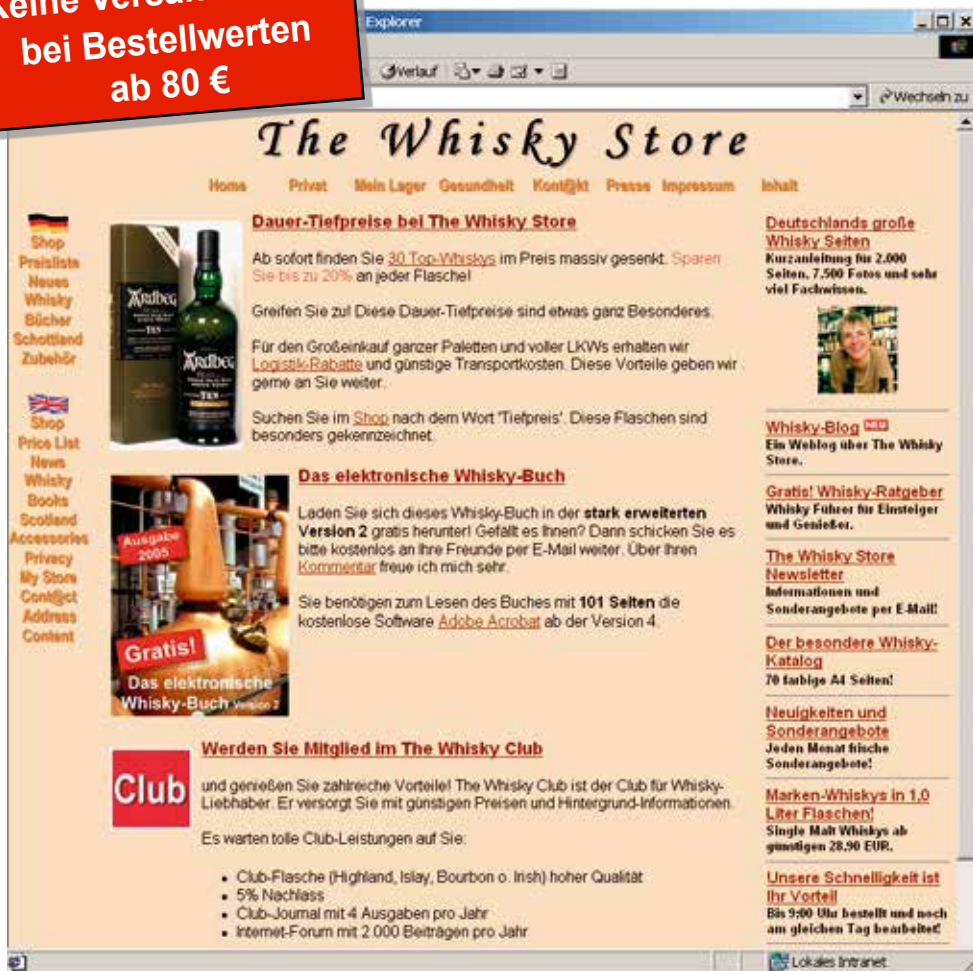 bei Bestellwerten
ab 80 €
Explorer
Verlauf
Wechseln zu
The Whisky Store
Home Privat Mein Lager Gesundheit Kont@kt Presse Impressum Inhalt
Shop
Preisliste
Neues
Whisky
Bücher
Schottland
Zubehör
Shop
Price List
News
Whisky
Books
Scotland
Accessories
Privacy
My Store
Cont@ct
Address
Content
Ardbeg
TEN
Ardbeg
TEN
Dauer-Tiefpreise bei The Whisky Store
Ab sofort finden Sie 30 Top-Whiskys im Preis massiv gesenkt. Sparen
Sie bis zu 20% an jeder Flasche!
Greifen Sie zu! Diese Dauer-Tiefpreise sind etwas ganz Besonderes.
Für den Großeinkauf ganzer Paletten und voller LKWs erhalten wir
Logistik-Rabatte und günstige Transportkosten. Diese Vorteile geben wir
gerne an Sie weiter.
Suchen Sie im Shop nach dem Wort 'Tiefpreis'. Diese Flaschen sind
besonders gekennzeichnet.
Ausgabe
2005
Gratis!
Das elektronische
Whisky-Buch Version 2
Das elektronische Whisky-Buch
Laden Sie sich dieses Whisky-Buch in der stark erweiterten
Version 2 gratis herunter! Gefällt es Ihnen? Dann schicken Sie es
bitte kostenlos an Ihre Freunde per E-Mail weiter. Über Ihren
Kommentar freue ich mich sehr.
Sie benötigen zum Lesen des Buches mit 101 Seiten die
kostenlose Software Adobe Acrobat ab der Version 4.
Club
Werden Sie Mitglied im The Whisky Club
und genießen Sie zahlreiche Vorteile! The Whisky Club ist der Club für Whisky-
Liebhaber. Er versorgt Sie mit günstigen Preisen und Hintergrund-Informationen.
Es warten tolle Club-Leistungen auf Sie:
• Club-Flasche (Highland, Islay, Bourbon o. Irish) hoher Qualität
• 5% Nachlass
• Club-Journal mit 4 Ausgaben pro Jahr
• Internet-Forum mit 2.000 Beiträgen pro Jahr
Deutschlands große
Whisky Seiten
Kurzanleitung für 2.000
Seiten, 7.500 Fotos und sehr
viel Fachwissen.
Whisky-Blog NEU
Ein Weblog über The Whisky
Store.
Gratis! Whisky-Ratgeber
Whisky Führer für Einsteiger
und Genießer.
The Whisky Store
Newsletter
Informationen und
Sonderangebote per E-Mail!
Der besondere Whisky-
Katalog
70 farbige A4 Seiten!
Neuigkeiten und
Sonderangebote
Jeden Monat frische
Sonderangebote!
Marken-Whiskys in 1,0
Liter Flaschen!
Single Malt Whiskys ab
günstigen 28,90 EUR.
Unsere Schnelligkeit ist
Ihr Vorteil
Bis 9:00 Uhr bestellt und noch
am gleichen Tag bearbeitet!
Lokales Intranet